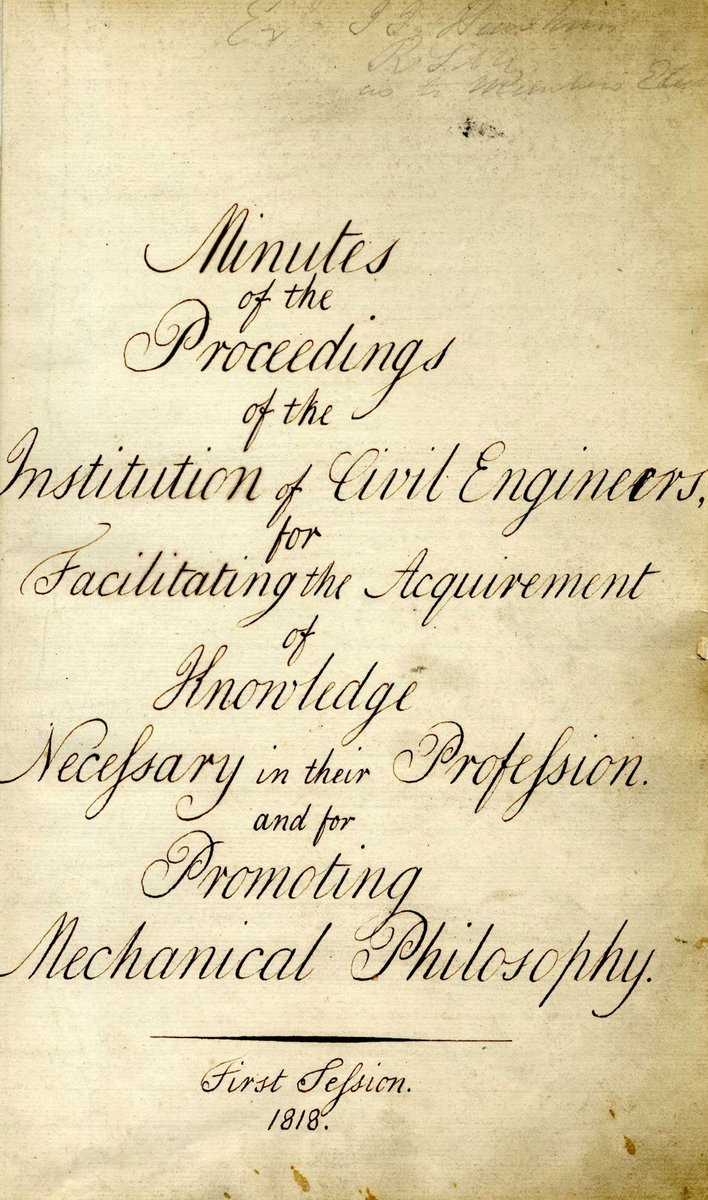 Minutes
of the
Proceedings
of the
Institution of Civil Engineers,
for
Facilitating the Acquirement
of
Knowledge
Neceſsary in their Profeſsion.
and for
Promoting
Mechanical Philosophy.
First Seſsion.
1818.